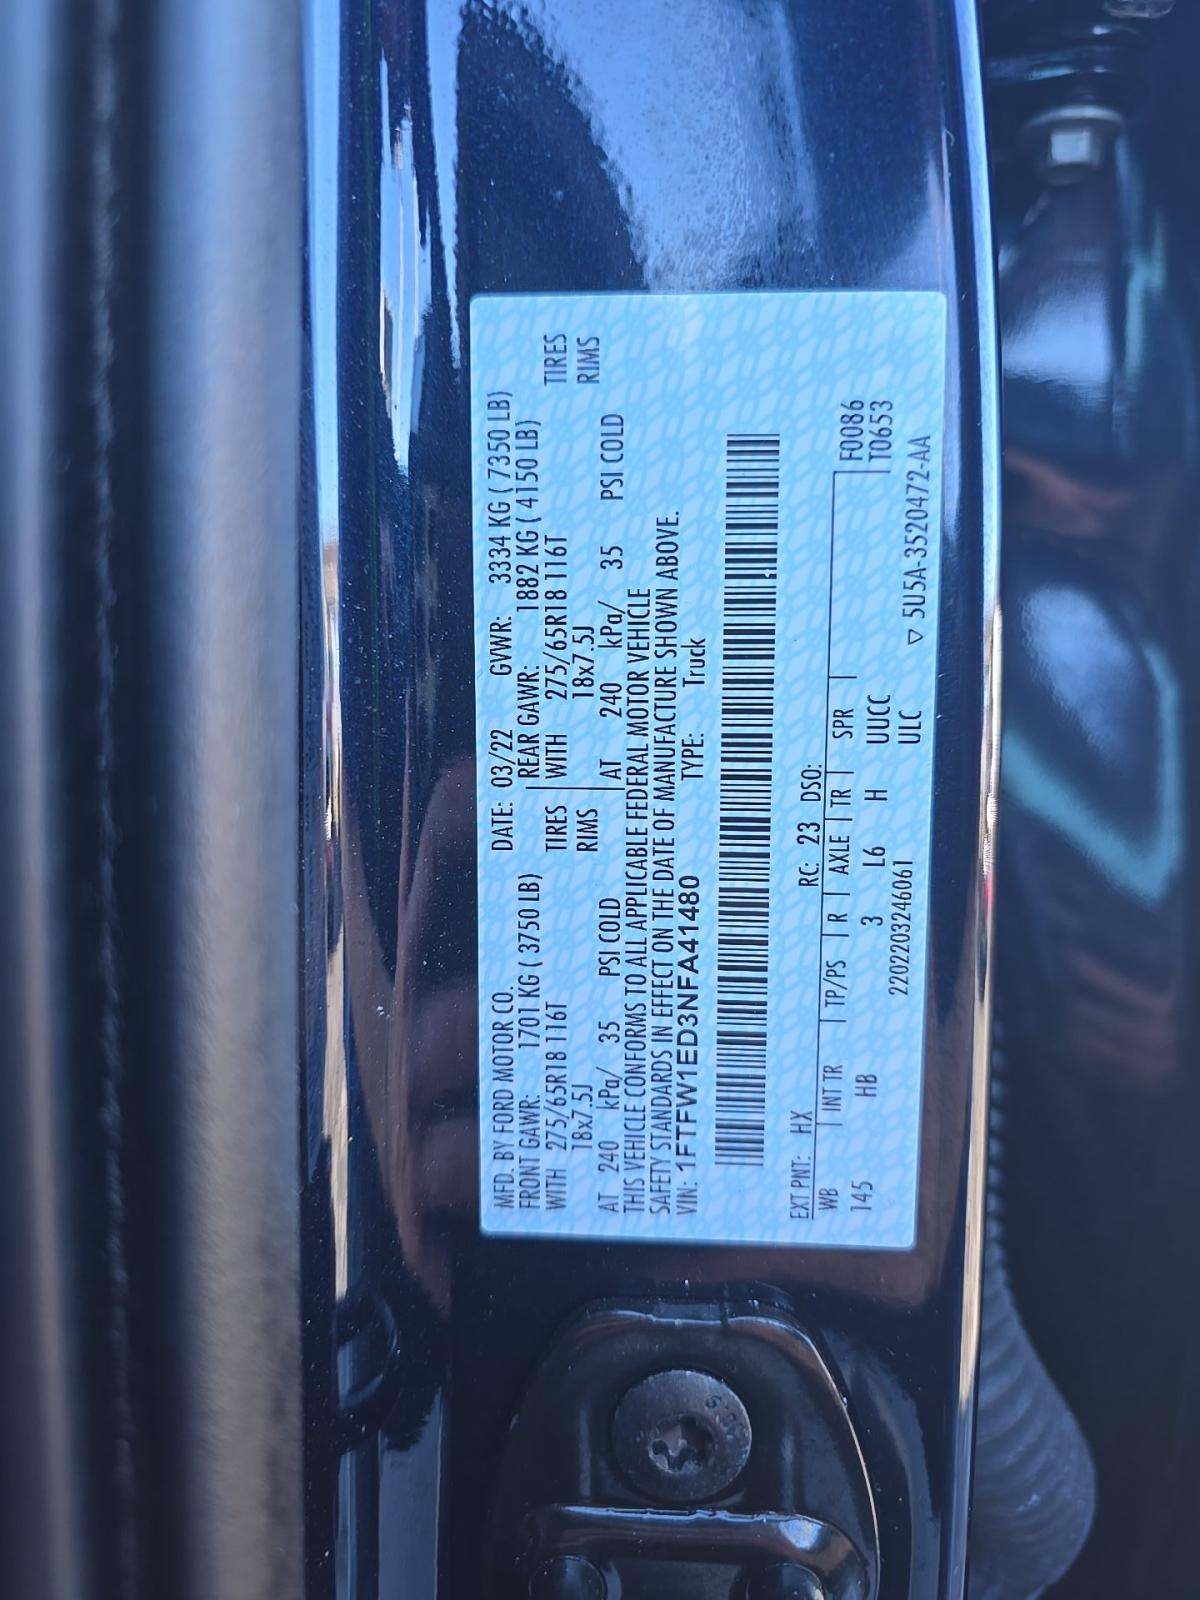 MFD. BY FORD MOTOR CO. DATE: 03/22 GVWR: 3334 KG ( 7350 LB)
FRONT GAWR: 1701 KG ( 3750 LB) REAR GAWR: 1882 KG ( 4150 LB)
WITH 275/65R18 116T TIRES WITH 275/65R18 116T TIRES
18x7.5J RIMS 18x7.5J RIMS
AT 240 kPa/ 35 PSI COLD AT 240 kPa/ 35 PSI COLD
THIS VEHICLE CONFORMS TO ALL APPLICABLE FEDERAL MOTOR VEHICLE
SAFETY STANDARDS IN EFFECT ON THE DATE OF MANUFACTURE SHOWN ABOVE.
VIN: 1FTFW1ED3NFA41480 TYPE: Truck
EXT PNT: HX RC: 23 DSO:
WB INT TR TP/PS R AXLE TR SPR F0086
145 HB 3 L6 H UUCC T0653
2202203246061 ULC ▽ 5U5A-3520472-AA